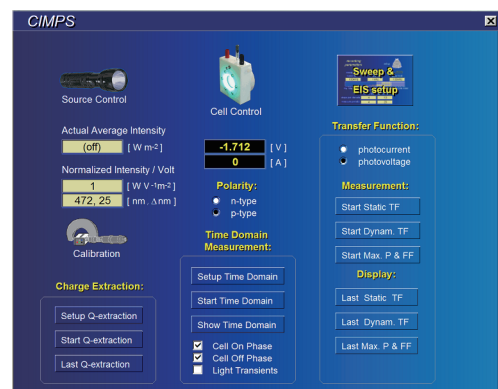 CIMPS
Source Control
Actual Average Intensity
(off) [ W m-2 ]
Normalized Intensity / Volt
1 [ W V -1m-2 ]
472, 25 [ nm , Δ nm ]
Calibration
Charge Extraction:
Setup Q-extraction
Start Q-extraction
Last Q-extraction
Cell Control
-1.712 [ V ]
0 [ A ]
Polarity:
n-type
p-type
Time Domain
Measurement:
Setup Time Domain
Start Time Domain
Show Time Domain
Cell On Phase
Cell Off Phase
Light Transients
Sweep &
EIS setup
Transfer Function:
photocurrent
photovoltage
Measurement:
Start Static TF
Start Dynam. TF
Start Max. P & FF
Display:
Last Static TF
Last Dynam. TF
Last Max. P & FF